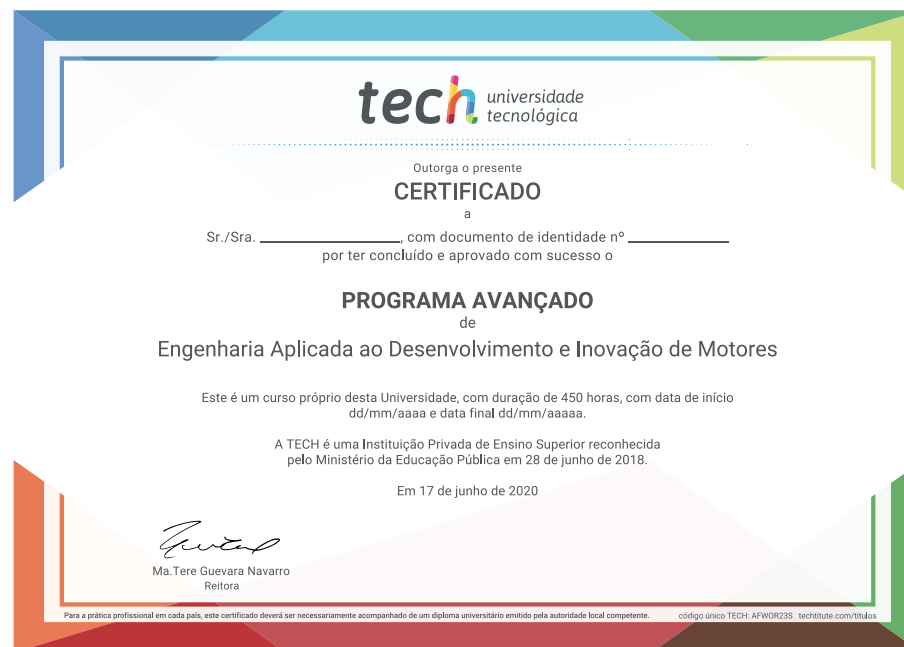 tech universidade
tecnológica
Outorga o presente
CERTIFICADO
a
Sr./Sra. ____________________, com documento de identidade nº ______________
por ter concluído e aprovado com sucesso o
PROGRAMA AVANÇADO
de
Engenharia Aplicada ao Desenvolvimento e Inovação de Motores
Este é um curso próprio desta Universidade, com duração de 450 horas, com data de início
dd/mm/aaaa e data final dd/mm/aaaaa.
A TECH é uma Instituição Privada de Ensino Superior reconhecida
pelo Ministério da Educação Pública em 28 de junho de 2018.
Em 17 de junho de 2020
Ma.Tere Guevara Navarro
Reitora
Para a prática profissional em cada país, este certificado deverá ser necessariamente acompanhado de um diploma universitário emitido pela autoridade local competente. código único TECH: AFWOR23S techtitute.com/titulos